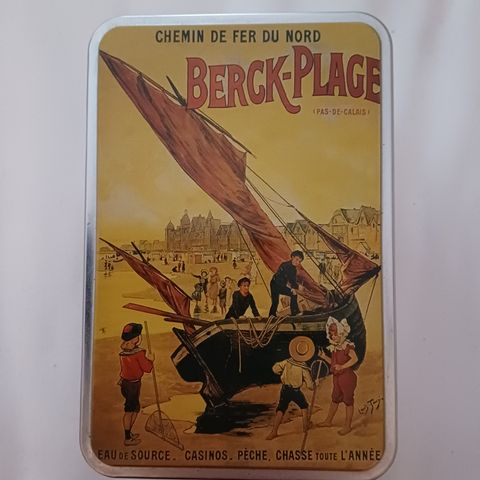 CHEMIN DE FER DU NORD
BERCK-PLAGE
(PAS-DE-CALAIS)
EAU DE SOURCE. CASINOS. PÊCHE, CHASSE TOUTE L'ANNÉE